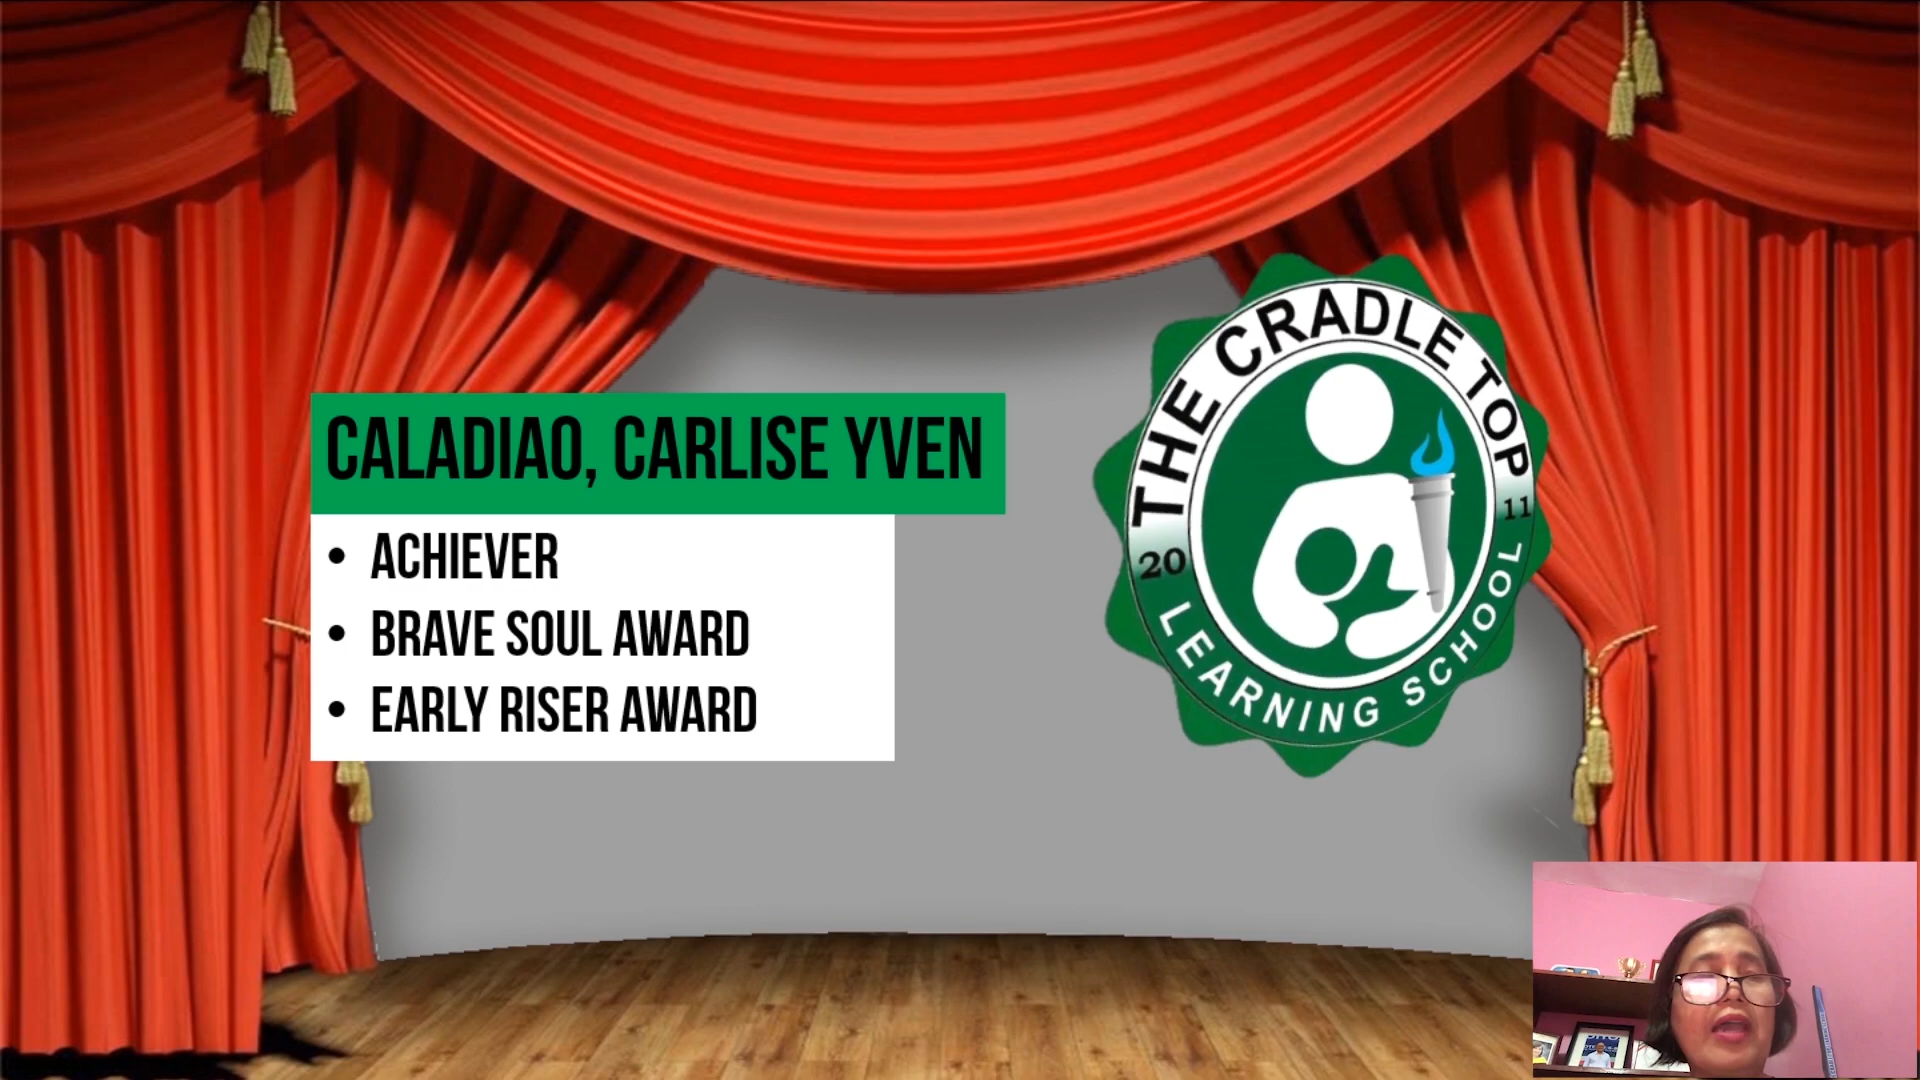 CALADIAO, CARLISE YVEN
• ACHIEVER
• BRAVE SOUL AWARD
• EARLY RISER AWARD
THE CRADLE TOP
20 11
LEARNING SCHOOL